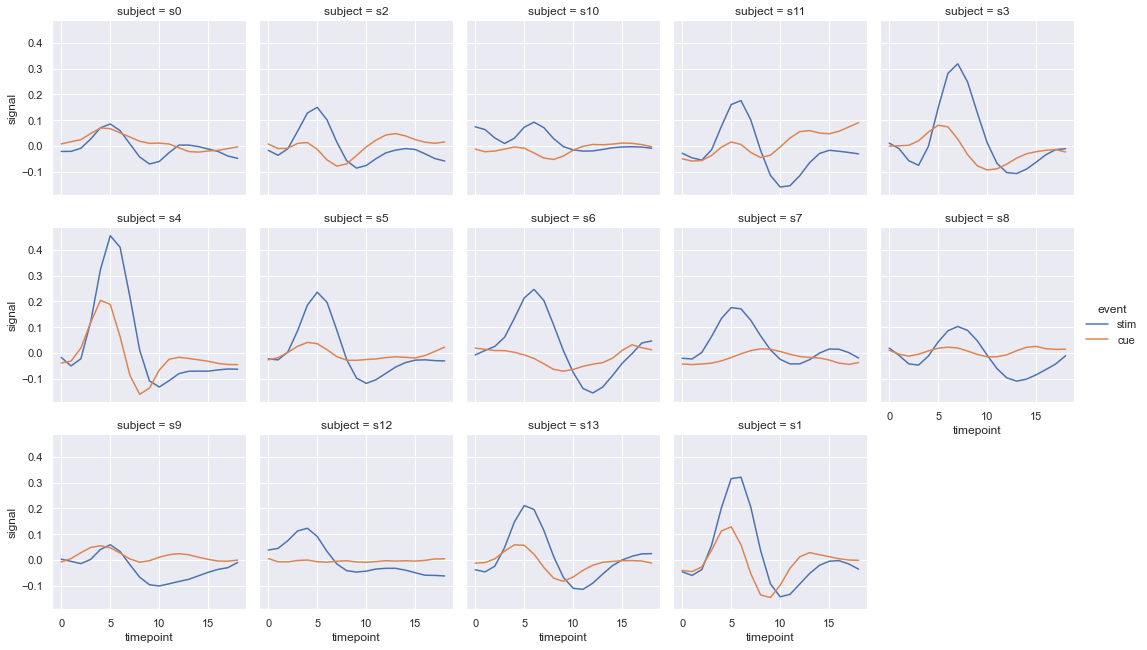 subject = s0
subject = s2
subject = s10
subject = s11
subject = s3
signal
0.4
0.3
0.2
0.1
0.0
−0.1
subject = s4
subject = s5
subject = s6
subject = s7
subject = s8
signal
0.4
0.3
0.2
0.1
0.0
−0.1
0 5 10 15
timepoint
event
stim
cue
subject = s9
subject = s12
subject = s13
subject = s1
signal
0.4
0.3
0.2
0.1
0.0
−0.1
0 5 10 15
0 5 10 15
0 5 10 15
0 5 10 15
timepoint
timepoint
timepoint
timepoint